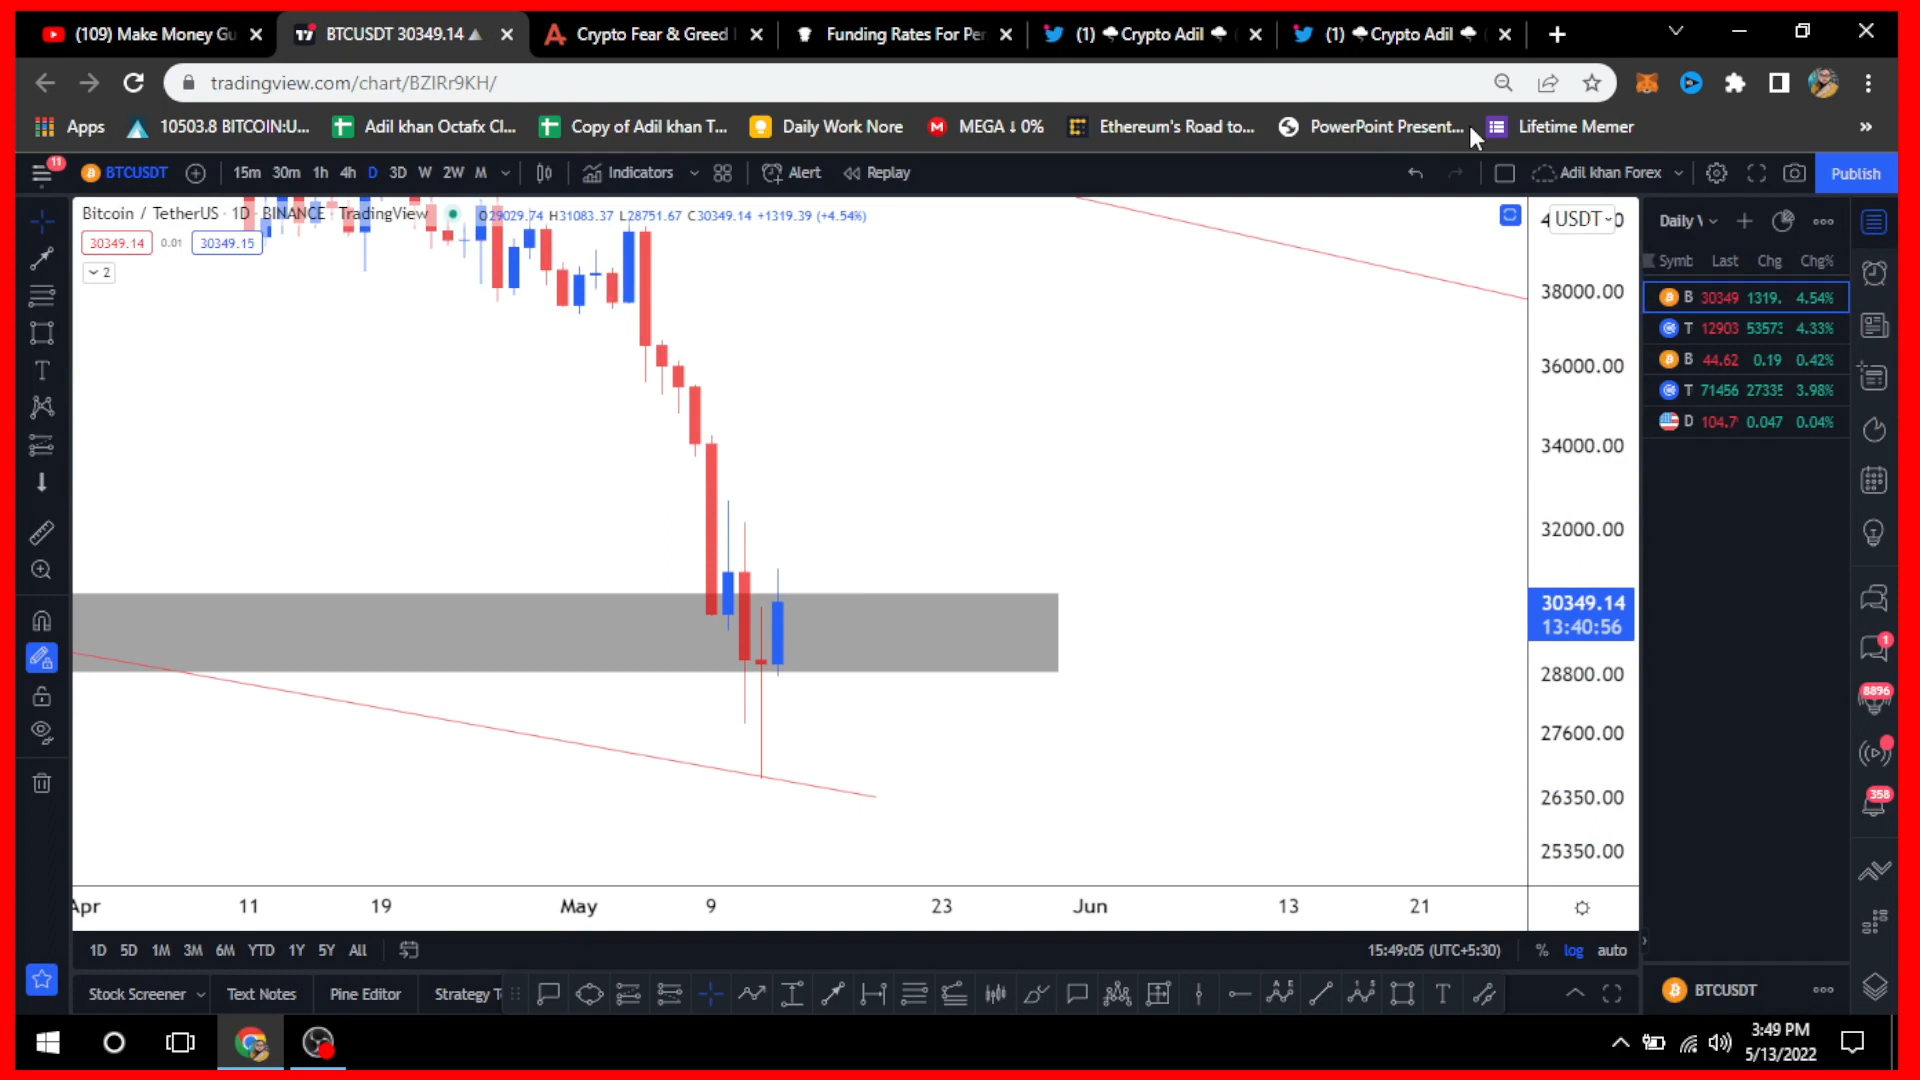 (109) Make Money Gu
BTCUSDT 30349.14
Crypto Fear & Greed
Funding Rates For Per
(1) Crypto Adil
(1) Crypto Adil
tradingview.com/chart/BZIRr9KH/
Apps
10503.8 BITCOIN:U...
Adil khan Octafx Cl...
Copy of Adil khan T...
Daily Work Nore
MEGA ↓ 0%
Ethereum's Road to...
PowerPoint Present...
Lifetime Memer
»
11
BTCUSDT
15m 30m 1h 4h D 3D W 2W M
Indicators
Alert
Replay
Adil khan Forex
Publish
Bitcoin / TetherUS · 1D · BINANCE · TradingView
O29029.74 H31083.37 L28751.67 C30349.14 +1319.39 (+4.54%)
30349.14 0.01 30349.15
2
USDT
38000.00
36000.00
34000.00
32000.00
30349.14
13:40:56
28800.00
27600.00
26350.00
25350.00
Daily
Symb Last Chg Chg%
B 30349 1319. 4.54%
T 12903 53573 4.33%
B 44.62 0.19 0.42%
T 71456 27335 3.98%
D 104.7 0.047 0.04%
1
8896
358
Apr 11 19 May 9 23 Jun 13 21
1D 5D 1M 3M 6M YTD 1Y 5Y All
15:49:05 (UTC+5:30) % log auto
Stock Screener Text Notes Pine Editor Strategy T
BTCUSDT
3:49 PM
5/13/2022